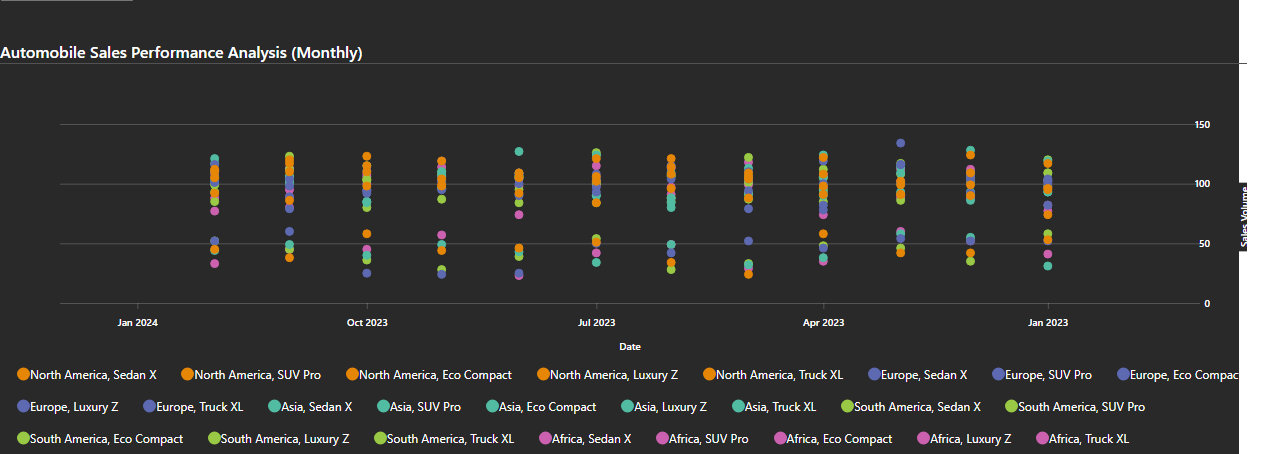 Automobile Sales Performance Analysis (Monthly)
150
100
50
0
Sales Volume
Jan 2024 Oct 2023 Jul 2023 Apr 2023 Jan 2023
Date
North America, Sedan X North America, SUV Pro North America, Eco Compact North America, Luxury Z North America, Truck XL Europe, Sedan X Europe, SUV Pro Europe, Eco Compac
Europe, Luxury Z Europe, Truck XL Asia, Sedan X Asia, SUV Pro Asia, Eco Compact Asia, Luxury Z Asia, Truck XL South America, Sedan X South America, SUV Pro
South America, Eco Compact South America, Luxury Z South America, Truck XL Africa, Sedan X Africa, SUV Pro Africa, Eco Compact Africa, Luxury Z Africa, Truck XL